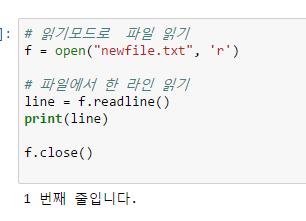 ]:
# 읽기모드로 파일 읽기
f = open("newfile.txt", 'r')
# 파일에서 한 라인 읽기
line = f.readline()
print(line)
f.close()
1 번째 줄입니다.